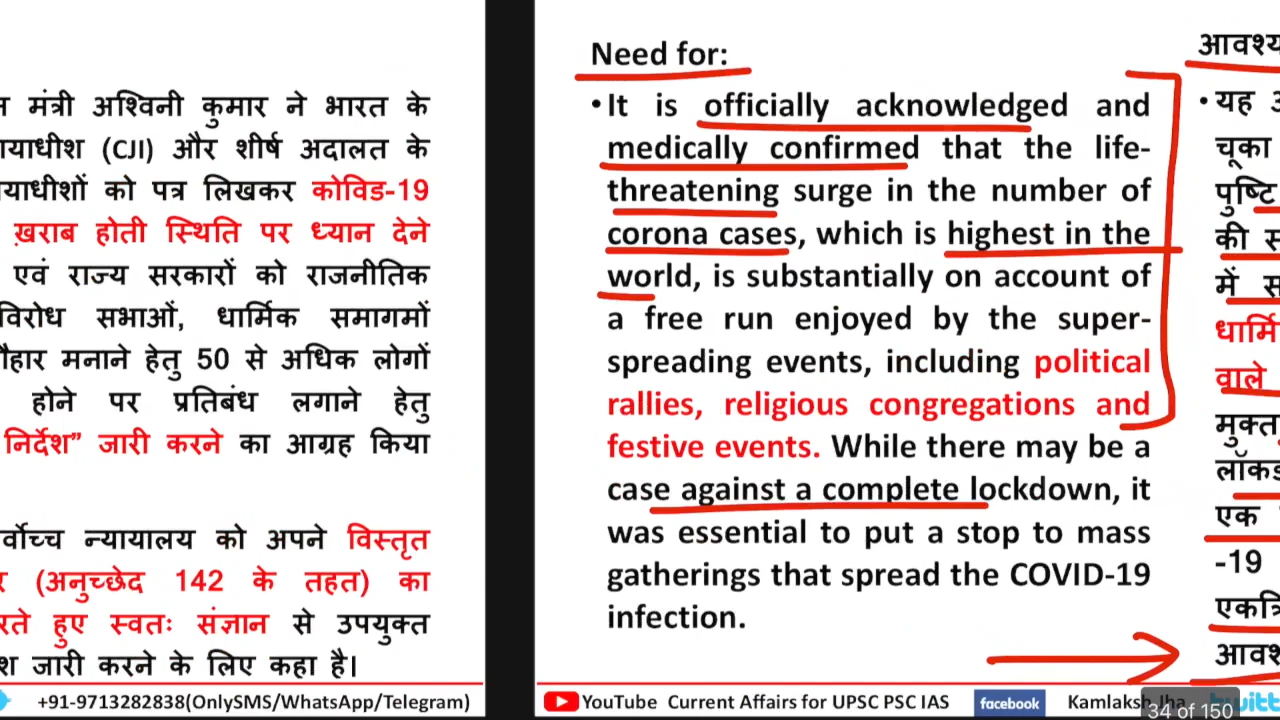 मंत्री अश्विनी कुमार ने भारत के
(CJI) और शीर्ष अदालत के
को पत्र लिखकर कोविड-19
ख़राब होती स्थिति पर ध्यान देने
एवं राज्य सरकारों को राजनीतिक
विरोध सभाओं, धार्मिक समागमों
मनाने हेतु 50 से अधिक लोगों
होने पर प्रतिबंध लगाने हेतु
निर्देश” जारी करने का आग्रह किया
न्यायालय को अपने विस्तृत
(अनुच्छेद 142 के तहत) का
हुए स्वतः संज्ञान से उपयुक्त
जारी करने के लिए कहा है।
Need for:
•It is officially acknowledged and
medically confirmed that the life-
threatening surge in the number of
corona cases, which is highest in the
world, is substantially on account of
a free run enjoyed by the super-
spreading events, including political
rallies, religious congregations and
festive events. While there may be a
case against a complete lockdown, it
was essential to put a stop to mass
gatherings that spread the COVID-19
infection.
•यह
चूका
पुष्टि
की
में
वाले
एक
-19
+91-9713282838(OnlySMS/WhatsApp/Telegram)
YouTube Current Affairs for UPSC PSC IAS
facebook
Kamlaksh Jha
34 of 150